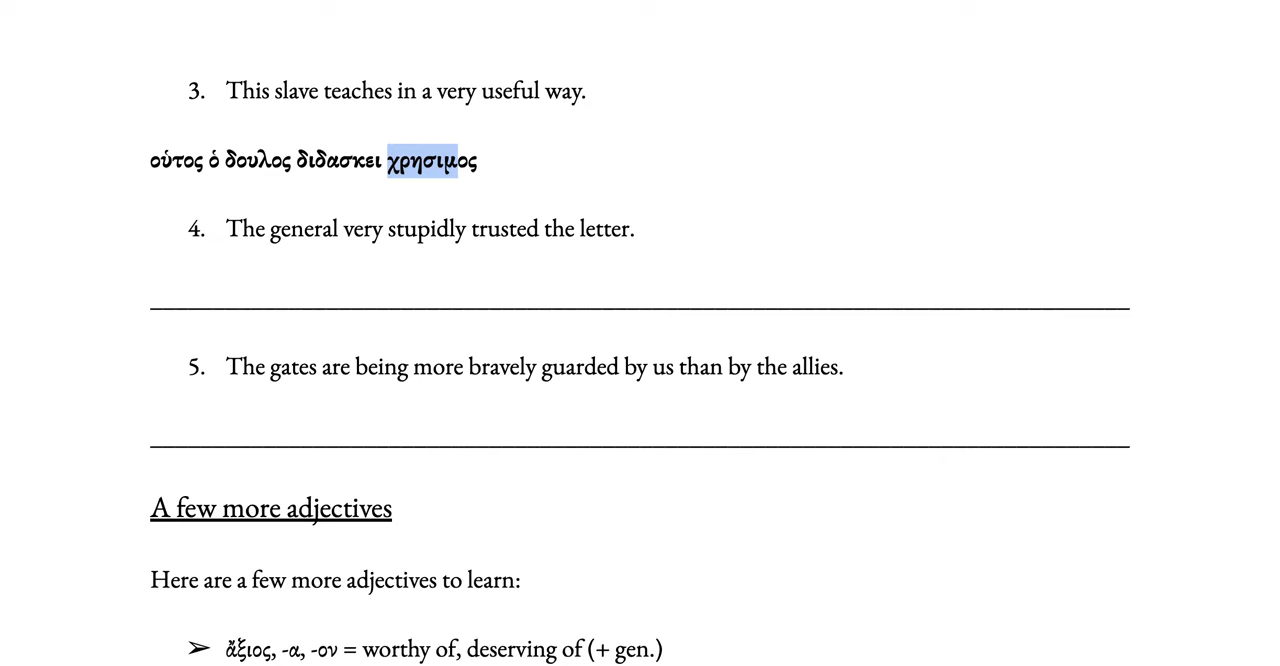 3. This slave teaches in a very useful way.
οὑτος ὁ δουλος διδασκει χρησιμος
4. The general very stupidly trusted the letter.
5. The gates are being more bravely guarded by us than by the allies.
A few more adjectives
Here are a few more adjectives to learn:
➢ ἄξιος, -α, -ον = worthy of, deserving of (+ gen.)